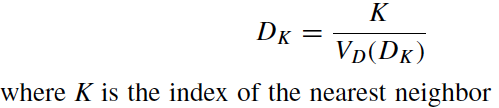 D_K = K / V_D(D_K)
where K is the index of the nearest neighbor